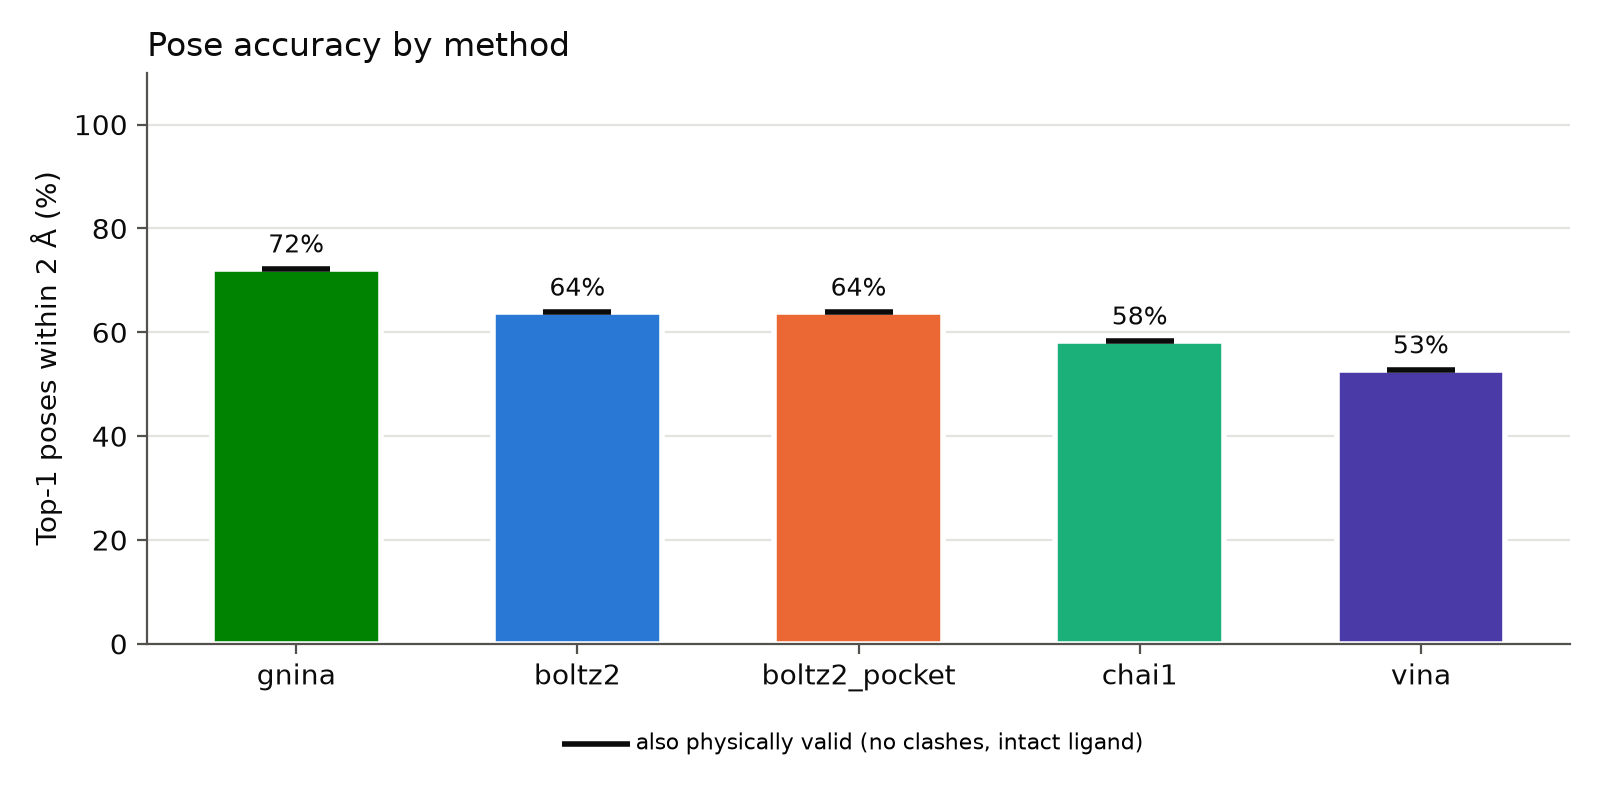 Pose accuracy by method
Top-1 poses within 2 Å (%)
100
80
60
40
20
0
72%
64%
64%
58%
53%
gnina
boltz2
boltz2_pocket
chai1
vina
also physically valid (no clashes, intact ligand)